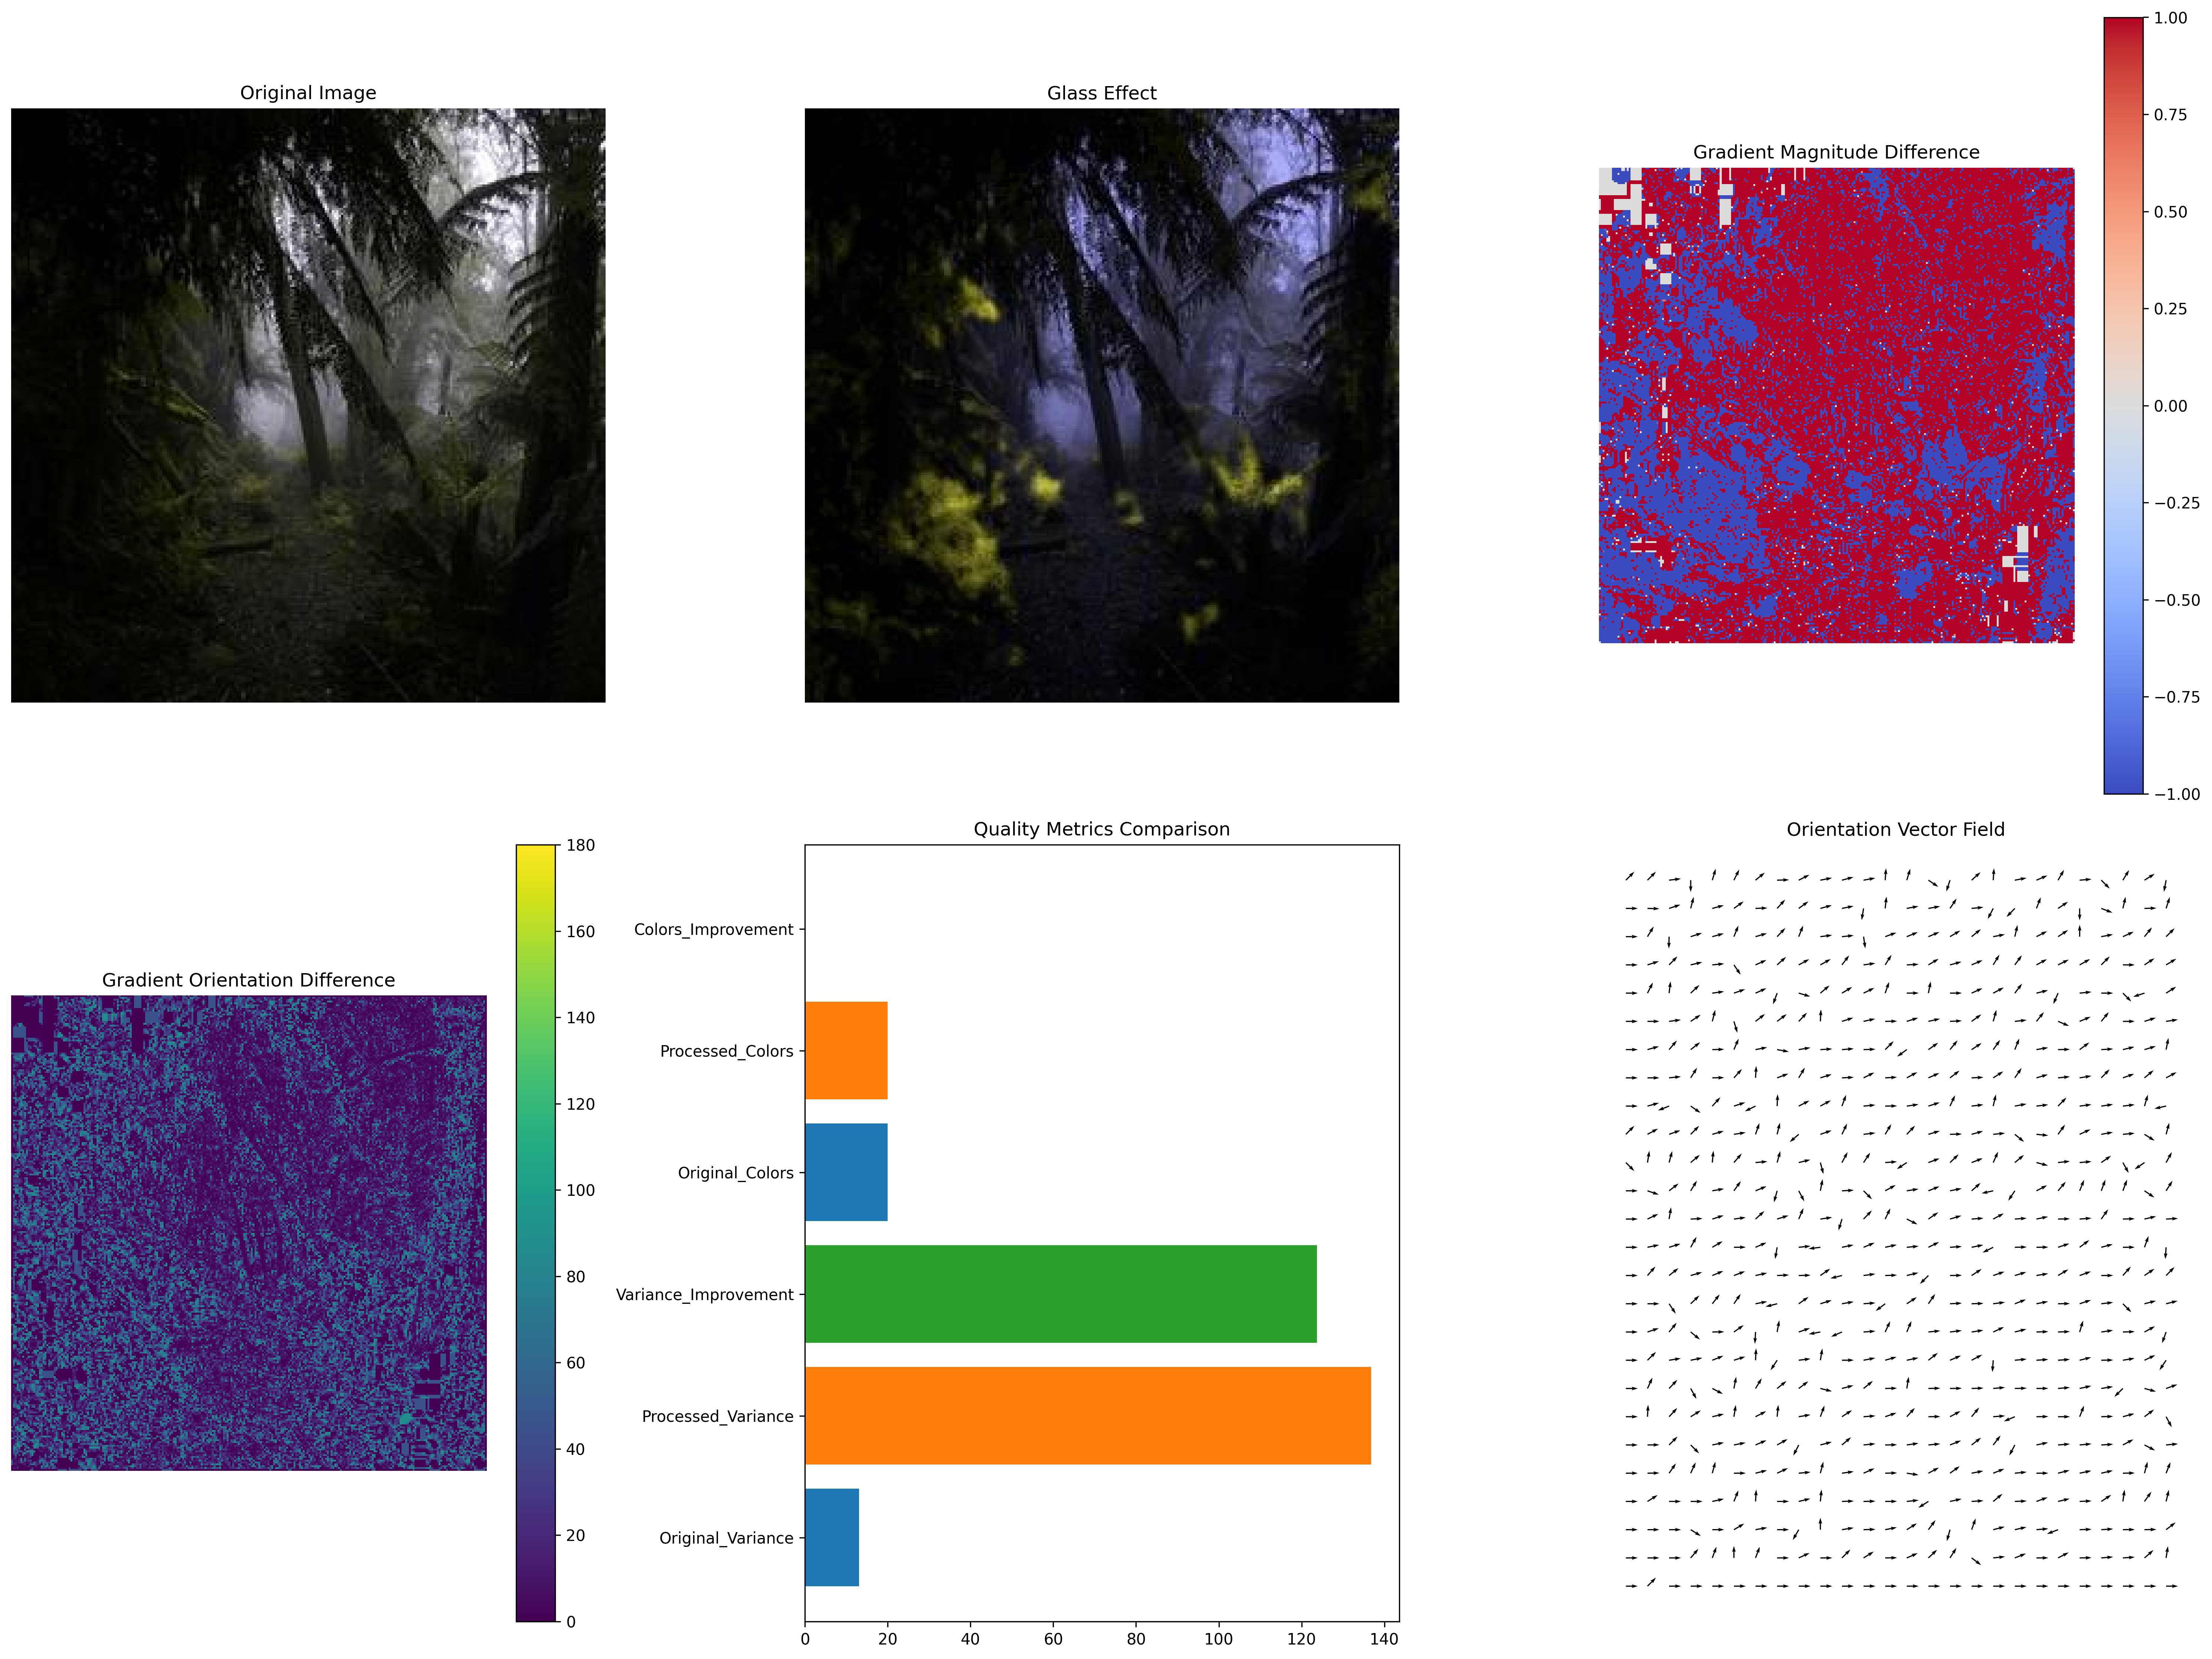 Original Image
Glass Effect
Gradient Magnitude Difference
1.00
0.75
0.50
0.25
0.00
−0.25
−0.50
−0.75
−1.00
Gradient Orientation Difference
180
160
140
120
100
80
60
40
20
0
Quality Metrics Comparison
Colors_Improvement
Processed_Colors
Original_Colors
Variance_Improvement
Processed_Variance
Original_Variance
0 20 40 60 80 100 120 140
Orientation Vector Field